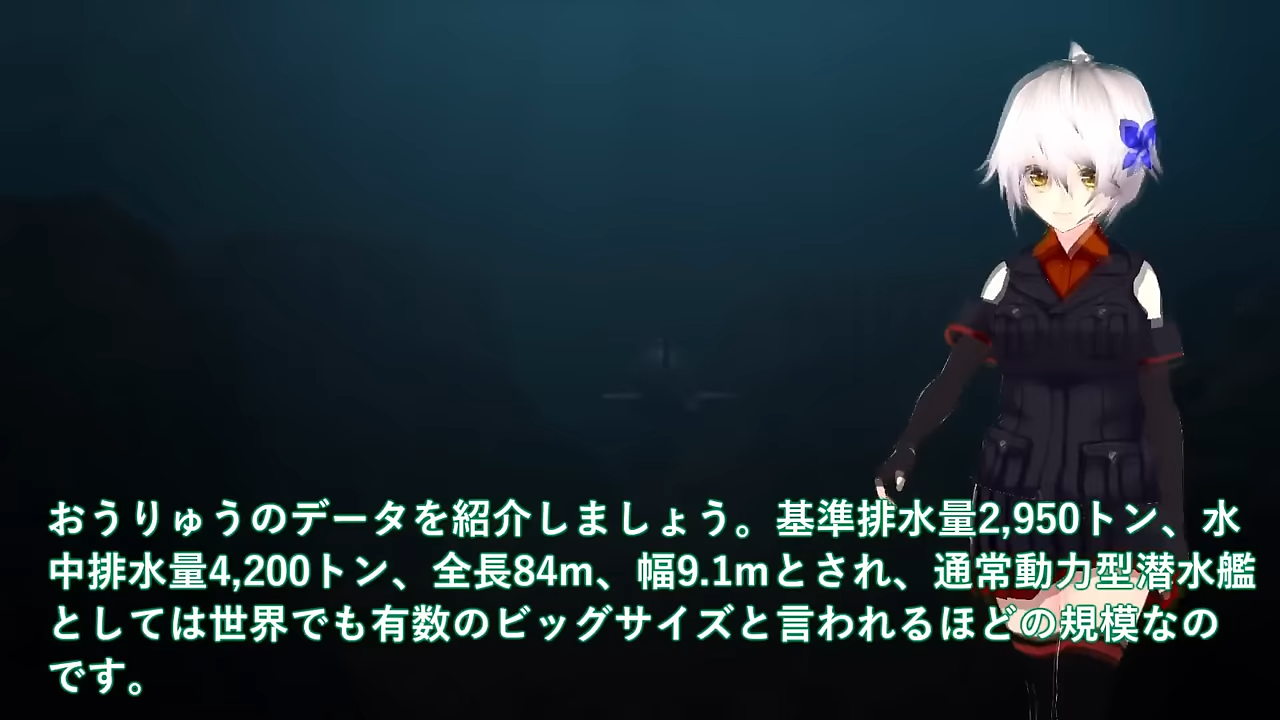 おうりゅうのデータを紹介しましょう。基準排水量2,950トン、水
中排水量4,200トン、全長84m、幅9.1mとされ、通常動力型潜水艦
としては世界でも有数のビッグサイズと言われるほどの規模なの
です。